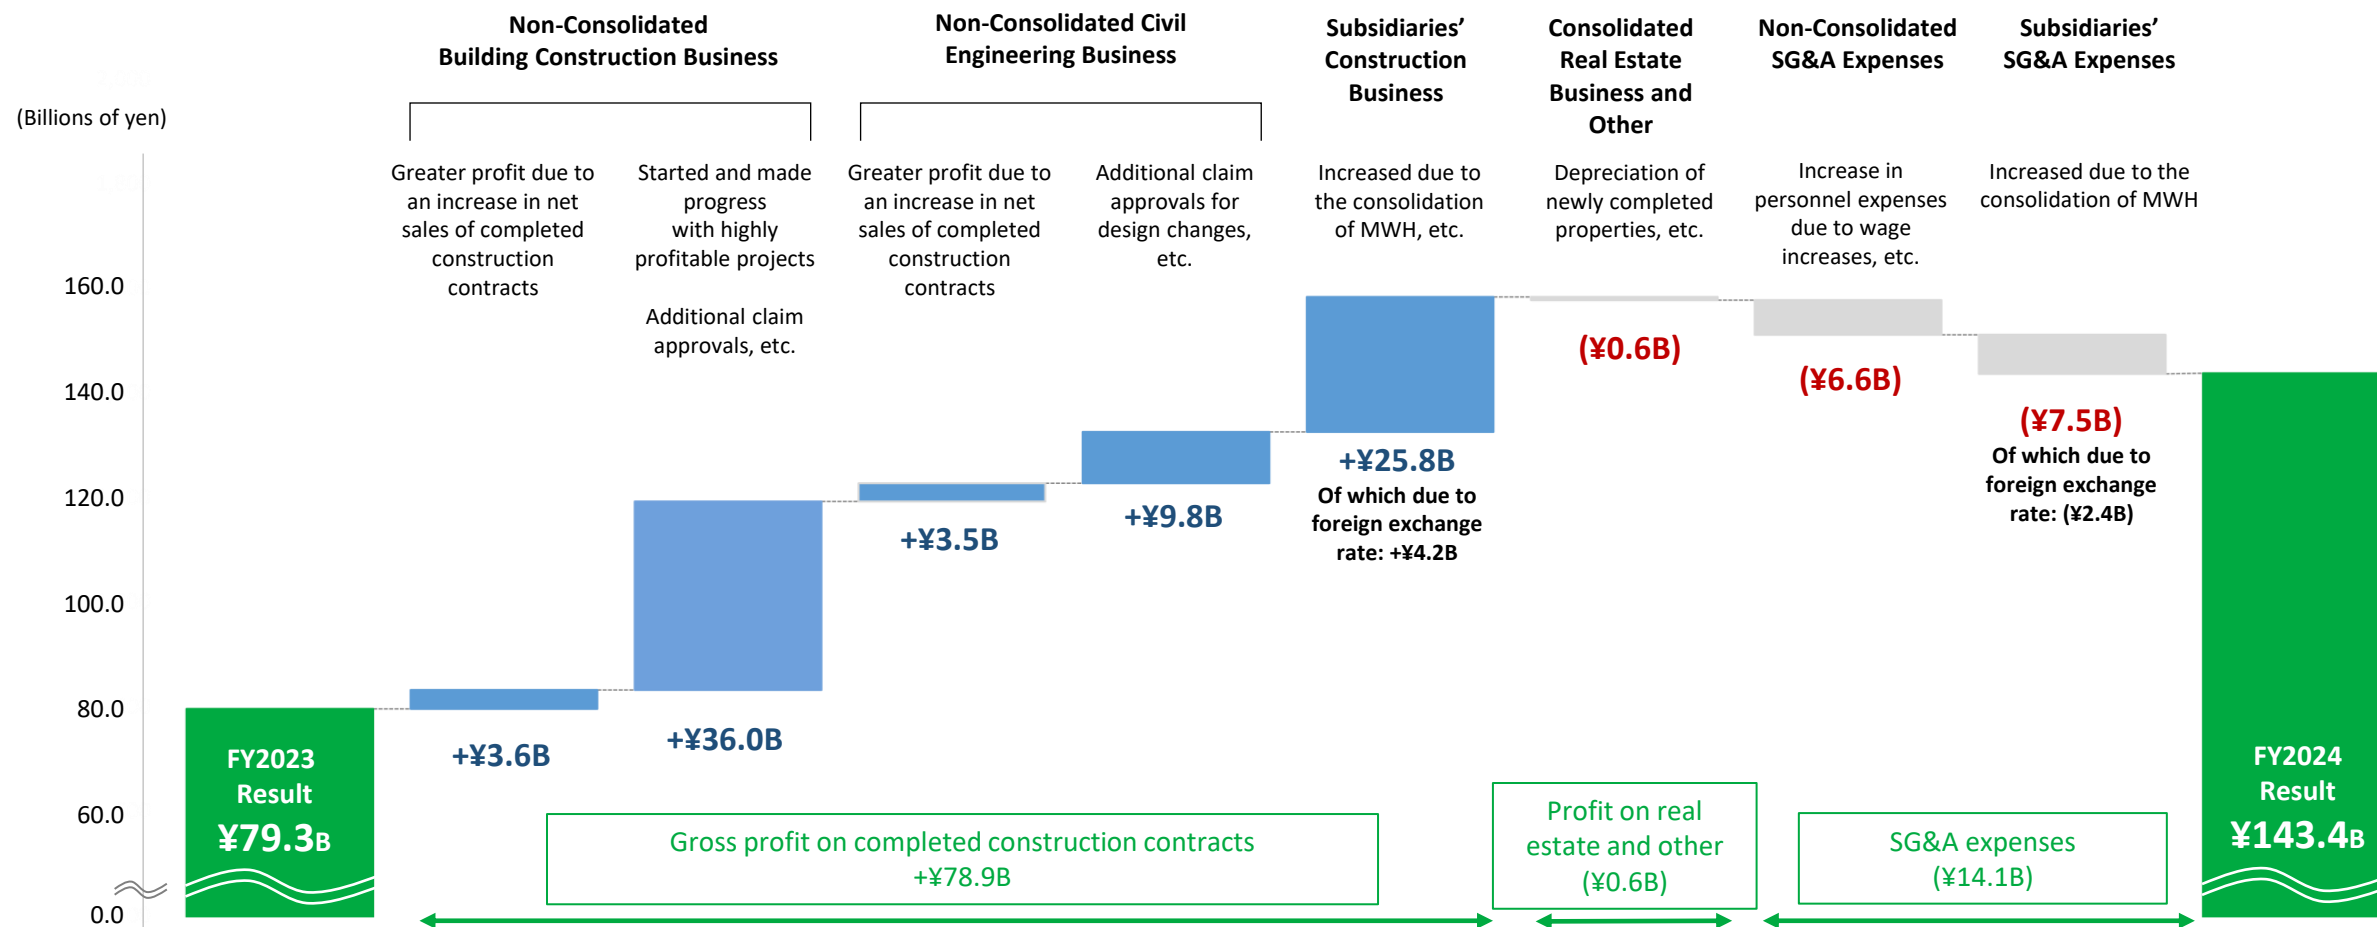 Non-Consolidated
Building Construction Business
Non-Consolidated Civil
Engineering Business
Subsidiaries’
Construction
Business
Consolidated
Real Estate
Business and
Other
Non-Consolidated
SG&A Expenses
Subsidiaries’
SG&A Expenses
(Billions of yen)
Greater profit due to
an increase in net
sales of completed
construction
contracts
Started and made
progress
with highly
profitable projects
Additional claim
approvals, etc.
Greater profit due to
an increase in net
sales of completed
construction
contracts
Additional claim
approvals for
design changes,
etc.
Increased due to
the consolidation
of MWH, etc.
Depreciation of
newly completed
properties, etc.
Increase in
personnel expenses
due to wage
increases, etc.
Increased due to the
consolidation of MWH
160.0
140.0
120.0
100.0
80.0
60.0
0.0
FY2023
Result
¥79.3B
+¥3.6B
+¥36.0B
+¥3.5B
+¥9.8B
+¥25.8B
Of which due to
foreign exchange
rate: +¥4.2B
(¥0.6B)
(¥6.6B)
(¥7.5B)
Of which due to
foreign exchange
rate: (¥2.4B)
FY2024
Result
¥143.4B
Gross profit on completed construction contracts
+¥78.9B
Profit on real
estate and other
(¥0.6B)
SG&A expenses
(¥14.1B)